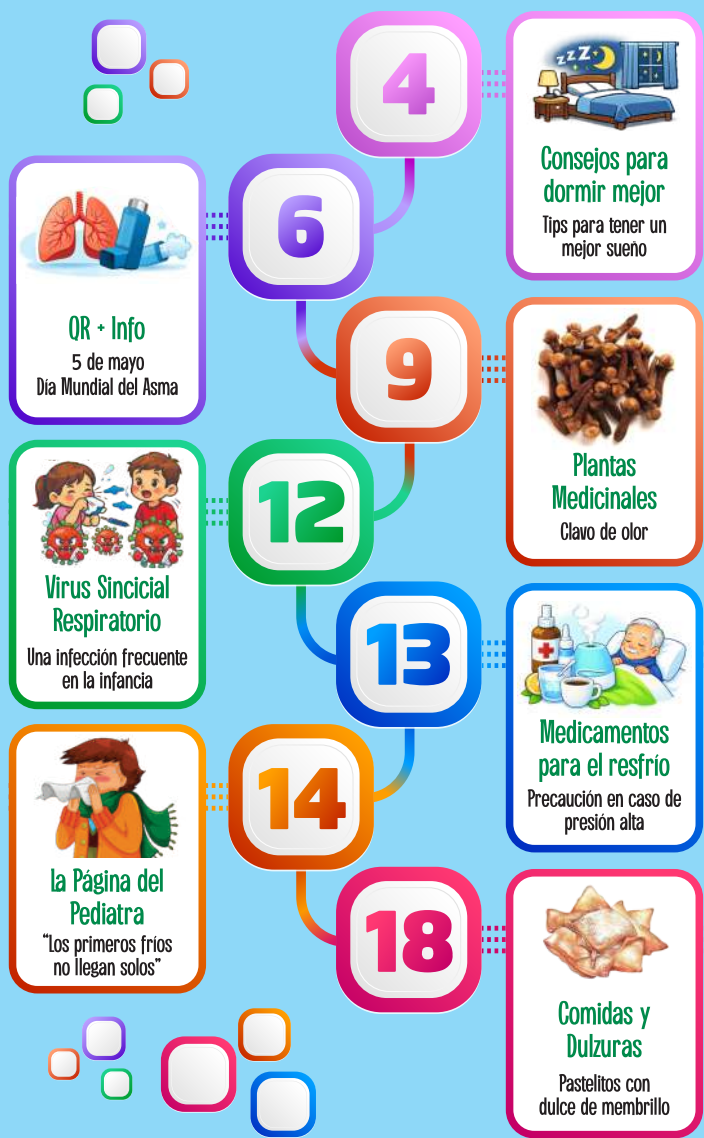 4
zzZ
Consejos para
dormir mejor
Tips para tener un
mejor sueño
6
QR + Info
5 de mayo
Día Mundial del Asma
9
Plantas
Medicinales
Clavo de olor
12
Virus Sincicial
Respiratorio
Una infección frecuente
en la infancia
13
Medicamentos
para el resfrío
Precaución en caso de
presión alta
14
La Página del
Pediatra
“Los primeros fríos
no llegan solos”
18
Comidas y
Dulzuras
Pastelitos con
dulce de membrillo